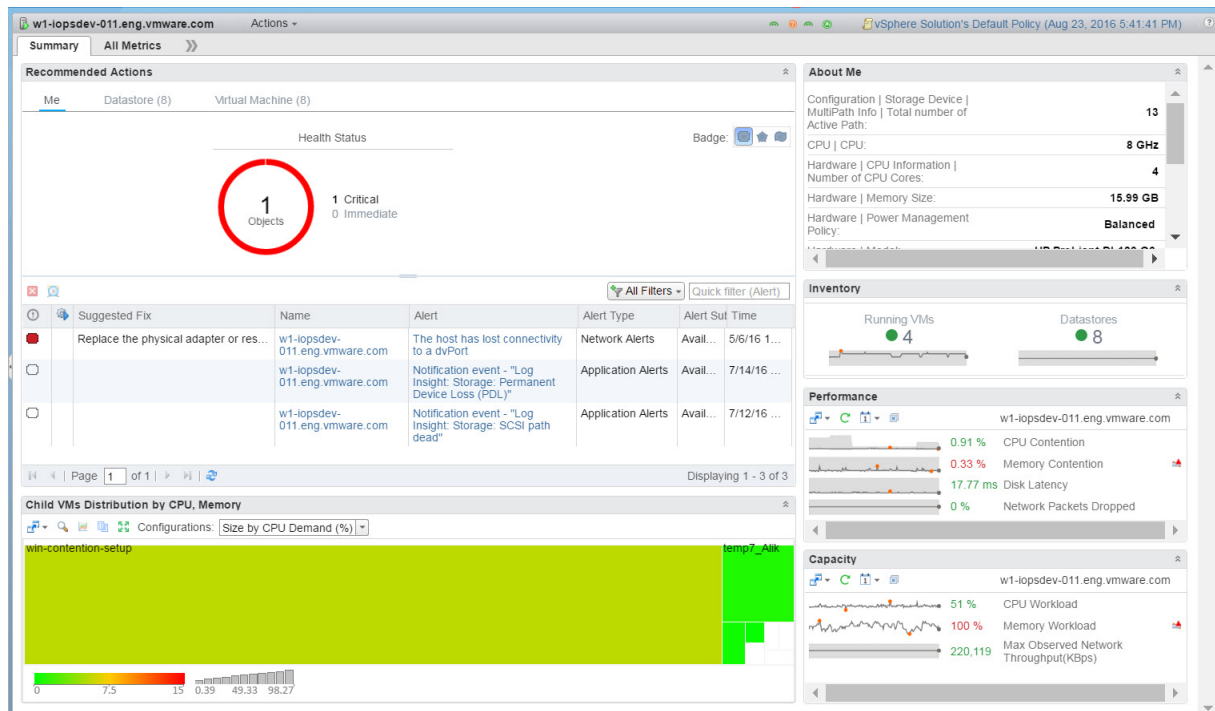 w1-iopsdev-011.eng.vmware.com Actions
vSphere Solution's Default Policy (Aug 23, 2016 5:41:41 PM)
Summary All Metrics
Recommended Actions
Me Datastore (8) Virtual Machine (8)
Health Status
Badge:
1
Objects
1 Critical
0 Immediate
All Filters Quick filter (Alert)
Suggested Fix Name Alert Alert Type Alert Sul Time
Replace the physical adapter or res... w1-iopsdev- The host has lost connectivity Network Alerts Avail... 5/6/16 1...
011.eng.vmware.com to a dvPort
w1-iopsdev- Notification event - "Log Application Alerts Avail... 7/14/16 ...
011.eng.vmware.com Insight: Storage: Permanent
Device Loss (PDL)"
w1-iopsdev- Notification event - "Log Application Alerts Avail... 7/12/16 ...
011.eng.vmware.com Insight: Storage: SCSI path
dead"
Page 1 of 1 Displaying 1 - 3 of 3
Child VMs Distribution by CPU, Memory
Configurations: Size by CPU Demand (%)
win-contention-setup temp7_Alik
0 7.5 15 0.39 49.33 98.27
About Me
Configuration | Storage Device |
MultiPath Info | Total number of 13
Active Path:
CPU | CPU: 8 GHz
Hardware | CPU Information | 4
Number of CPU Cores:
Hardware | Memory Size: 15.99 GB
Hardware | Power Management Balanced
Policy:
Inventory
Running VMs Datastores
4 8
Performance
w1-iopsdev-011.eng.vmware.com
0.91 % CPU Contention
0.33 % Memory Contention
17.77 ms Disk Latency
0 % Network Packets Dropped
Capacity
w1-iopsdev-011.eng.vmware.com
51 % CPU Workload
100 % Memory Workload
220,119 Max Observed Network
Throughput(KBps)